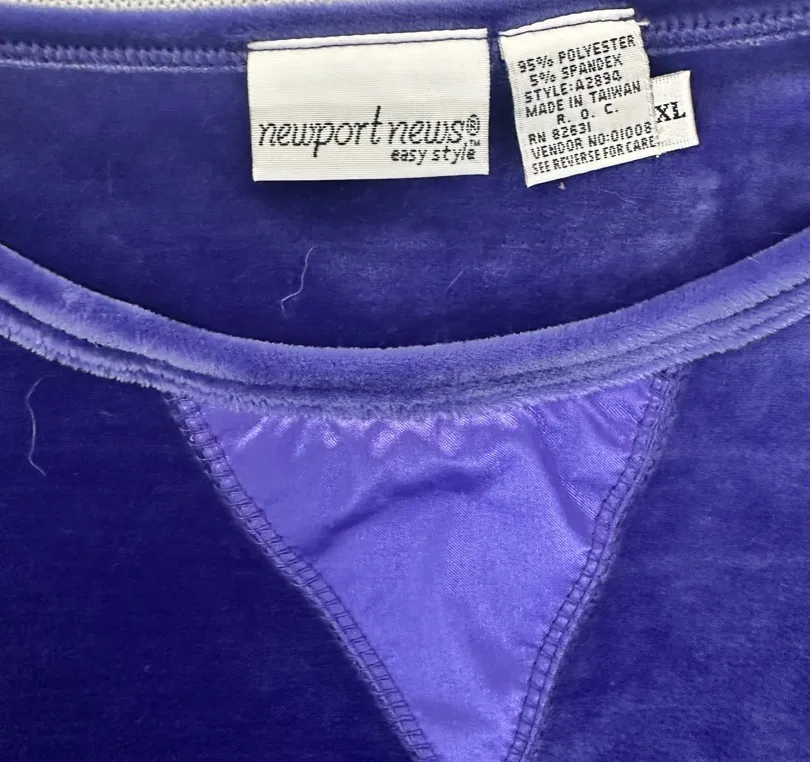 newport news®
easy style™
95% POLYESTER
5% SPANDEX
STYLE:A2894
MADE IN TAIWAN
R. O. C.
RN 82631
VENDOR NO:01008
SEE REVERSE FOR CARE
XL